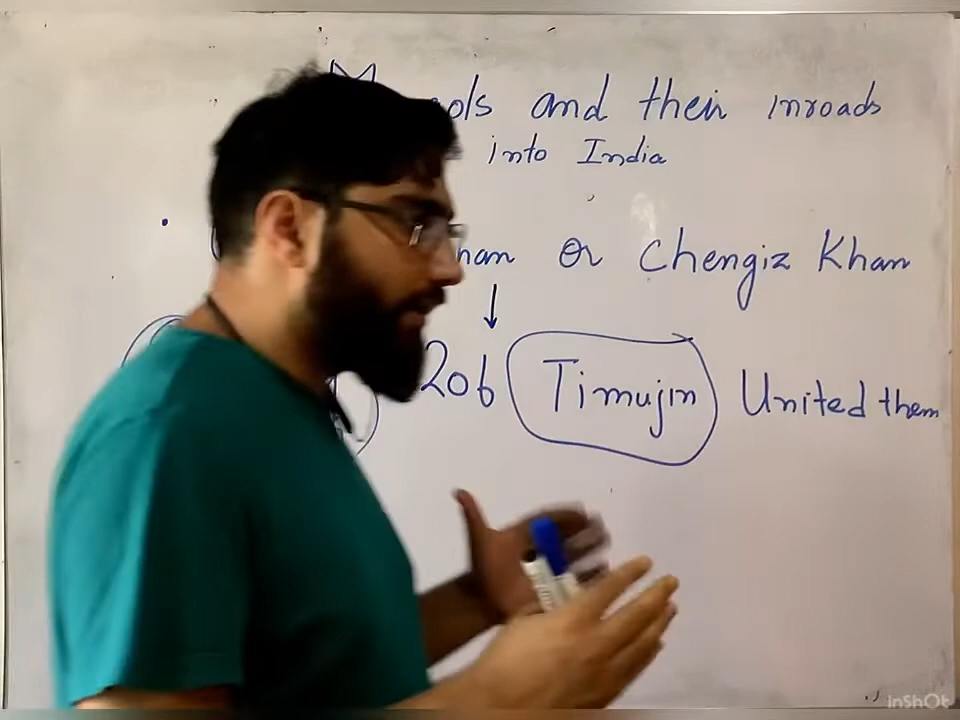 ols and their inroads
into India
han or Chengiz Khan
206 Timujin United them
InShOt